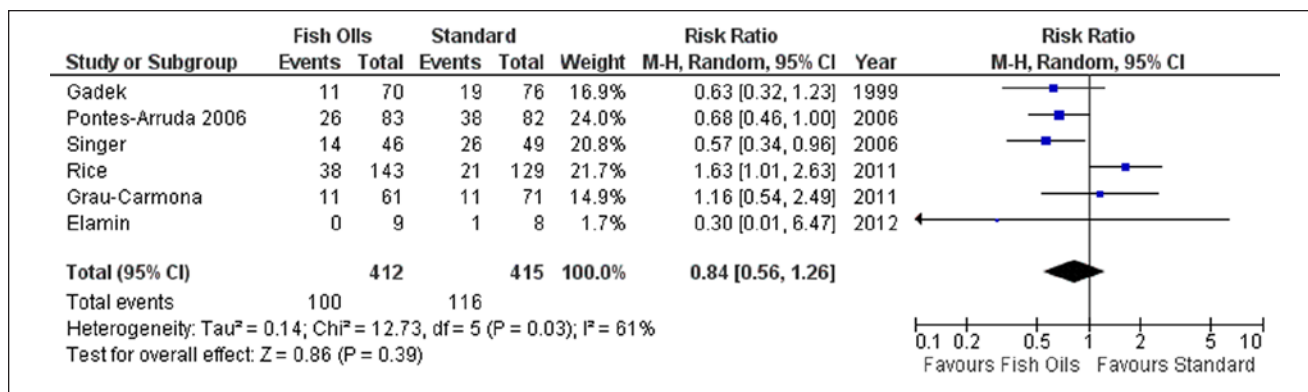 Fish Olls Standard Risk Ratio Risk Ratio
Study or Subgroup Events Total Events Total Weight M-H, Random, 95% CI Year M-H, Random, 95% CI
Gadek 11 70 19 76 16.9% 0.63 [0.32, 1.23] 1999
Pontes-Arruda 2006 26 83 38 82 24.0% 0.68 [0.46, 1.00] 2006
Singer 14 46 26 49 20.8% 0.57 [0.34, 0.96] 2006
Rice 38 143 21 129 21.7% 1.63 [1.01, 2.63] 2011
Grau-Carmona 11 61 11 71 14.9% 1.16 [0.54, 2.49] 2011
Elamin 0 9 1 8 1.7% 0.30 [0.01, 6.47] 2012
Total (95% CI) 412 415 100.0% 0.84 [0.56, 1.26]
Total events 100 116
Heterogeneity: Tau² = 0.14; Chi² = 12.73, df = 5 (P = 0.03); I² = 61%
Test for overall effect: Z = 0.86 (P = 0.39)
0.1 0.2 0.5 1 2 5 10
Favours Fish Oils Favours Standard